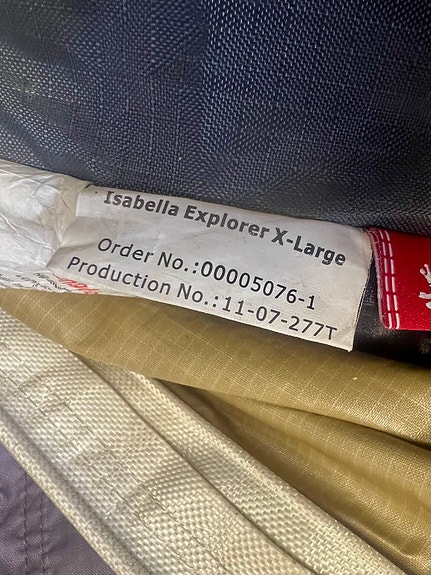 Isabella Explorer X-Large
Order No.:00005076-1
Production No.:11-07-277T